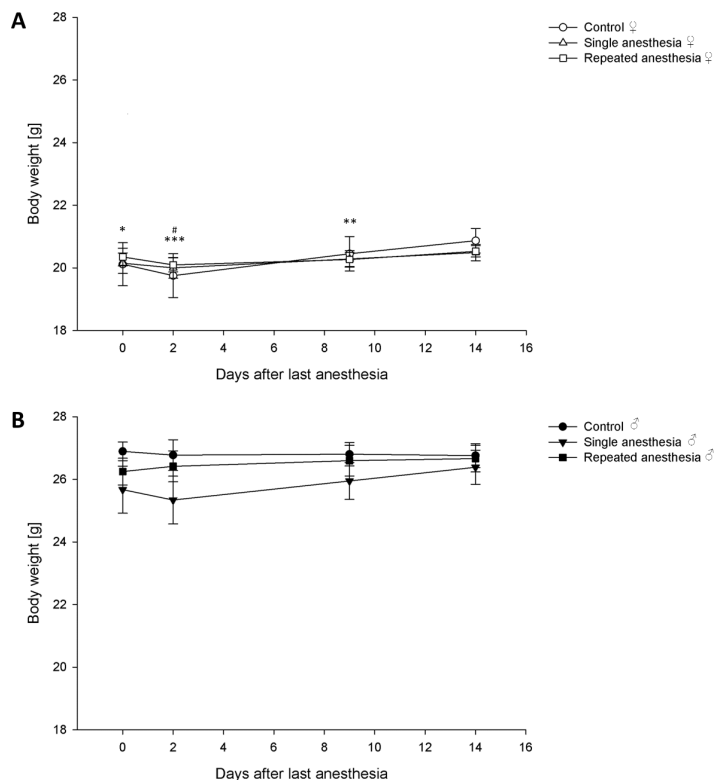 A
28
26
24
22
20
18
Body weight [g]
*
#
***
**
0 2 4 6 8 10 12 14 16
Days after last anesthesia
Control ♀
Single anesthesia ♀
Repeated anesthesia ♀
B
28
26
24
22
20
18
Body weight [g]
0 2 4 6 8 10 12 14 16
Days after last anesthesia
Control ♂
Single anesthesia ♂
Repeated anesthesia ♂